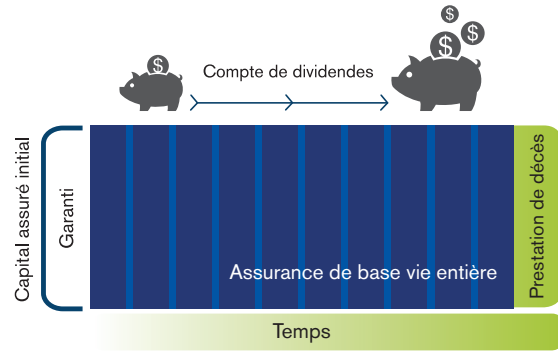 $
$
$
$
Compte de dividendes
Capital assuré initial
Garanti
Assurance de base vie entière
Prestation de décès
Temps